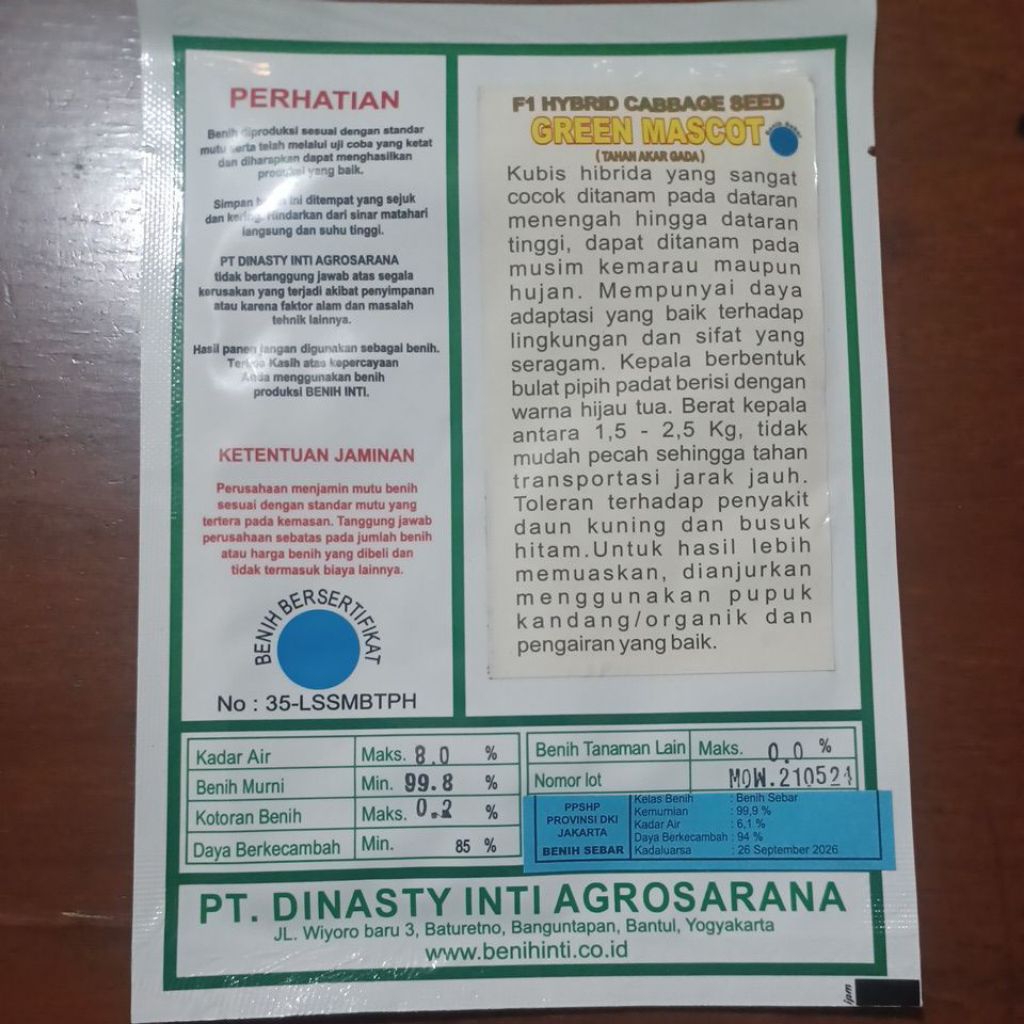 PERHATIAN
Benih diproduksi sesuai dengan standar
mutu serta telah melalui uji coba yang ketat
dan diharapkan dapat menghasilkan
produksi yang baik.
Simpan ini ditempat yang sejuk
dan kering. Hindarkan dari sinar matahari
langsung dan suhu tinggi.
PT DINASTY INTI AGROSARANA
tidak bertanggung jawab atas segala
kerusakan yang terjadi akibat penyimpanan
atau karena faktor alam dan masalah
tehnik lainnya.
Hasil panen jangan digunakan sebagai benih.
Terima Kasih atas kepercayaan
Anda menggunakan benih
produksi BENIH INTI.
KETENTUAN JAMINAN
Perusahaan menjamin mutu benih
sesuai dengan standar mutu yang
tertera pada kemasan. Tanggung jawab
perusahaan sebatas pada jumlah benih
atau harga benih yang dibeli dan
tidak termasuk biaya lainnya.
BENIH BERSERTIFIKAT
No : 35-LSSMBTPH
F1 HYBRID CABBAGE SEED
GREEN MASCOT
Benih Sebar
( TAHAN AKAR GADA )
Kubis hibrida yang sangat
cocok ditanam pada dataran
menengah hingga dataran
tinggi, dapat ditanam pada
musim kemarau maupun
hujan. Mempunyai daya
adaptasi yang baik terhadap
lingkungan dan sifat yang
seragam. Kepala berbentuk
bulat pipih padat berisi dengan
warna hijau tua. Berat kepala
antara 1,5 - 2,5 Kg, tidak
mudah pecah sehingga tahan
transportasi jarak jauh.
Toleran terhadap penyakit
daun kuning dan busuk
hitam.Untuk hasil lebih
memuaskan, dianjurkan
menggunakan pupuk
kandang/organik dan
pengairan yang baik.
Kadar Air Maks. 8.0 %
Benih Murni Min. 99.8 %
Kotoran Benih Maks. 0.2 %
Daya Berkecambah Min. 85 %
Benih Tanaman Lain Maks. 0.0 %
Nomor lot MOW.210524
PPSHP
PROVINSI DKI
JAKARTA
BENIH SEBAR
Kelas Benih : Benih Sebar
Kemurnian : 99,9 %
Kadar Air : 6,1 %
Daya Berkecambah : 94 %
Kadaluarsa : 26 September 2026
PT. DINASTY INTI AGROSARANA
JL. Wiyoro baru 3, Baturetno, Banguntapan, Bantul, Yogyakarta
www.benihinti.co.id
ipm